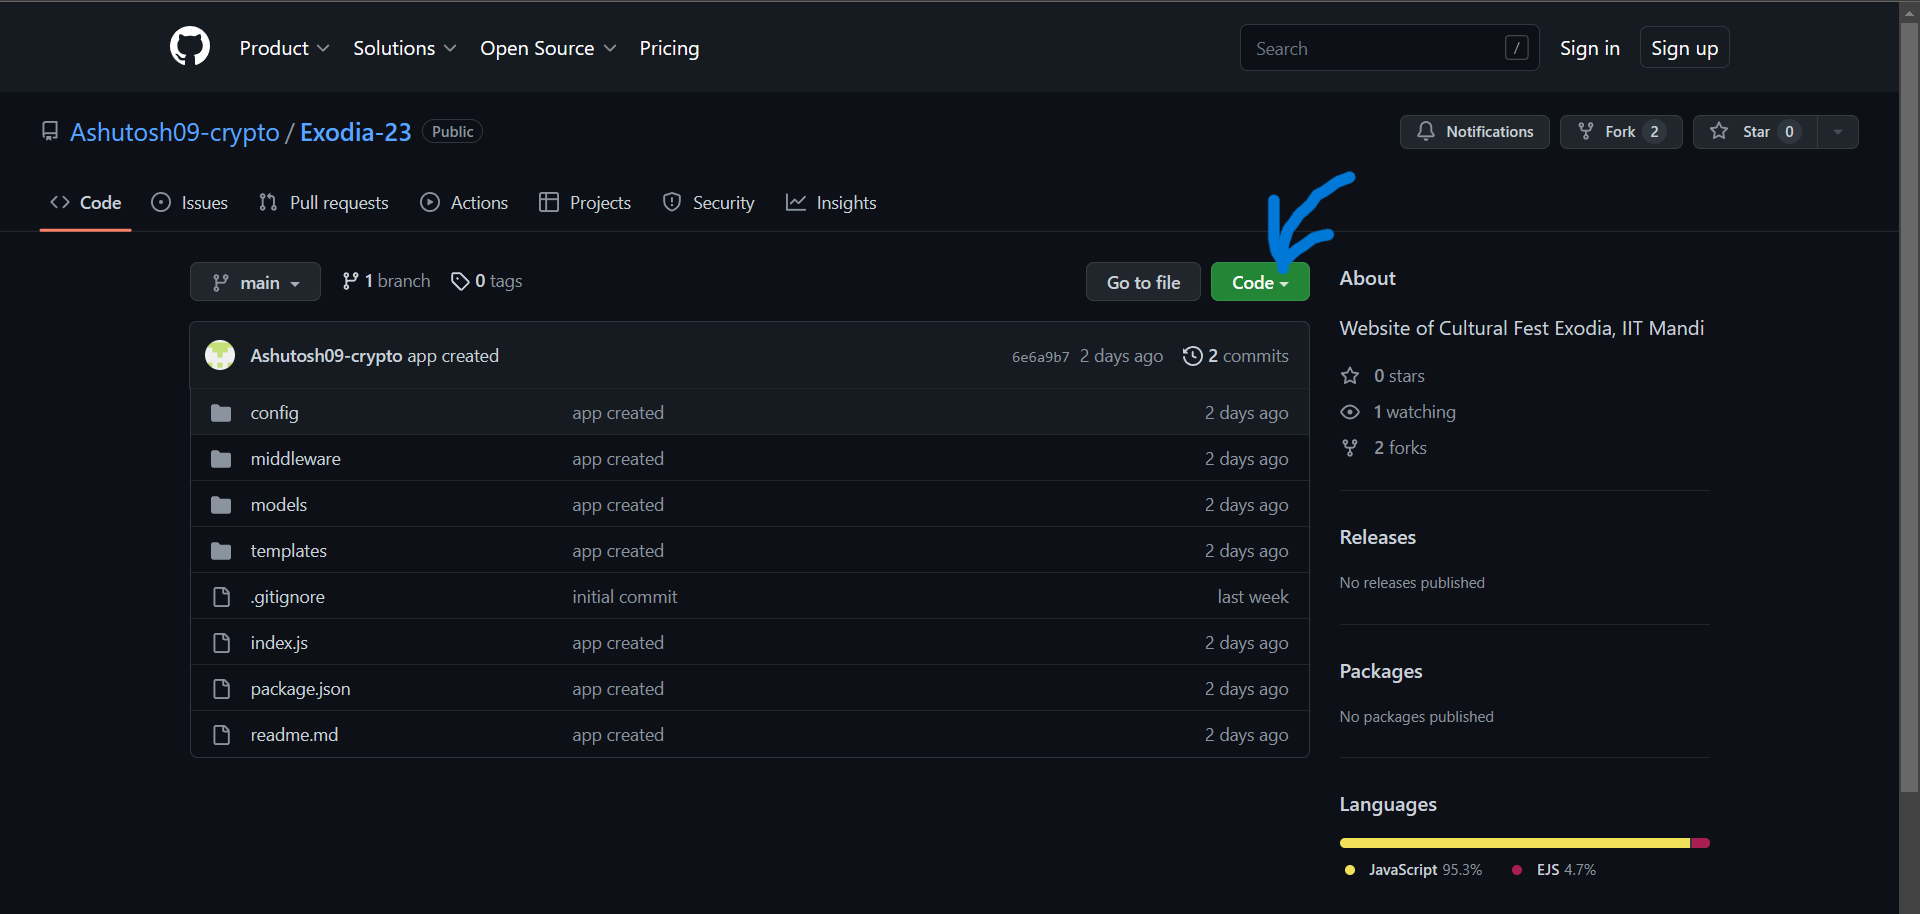 Product Solutions Open Source Pricing Search / Sign in Sign up
Ashutosh09-crypto / Exodia-23 Public Notifications Fork 2 Star 0
Code Issues Pull requests Actions Projects Security Insights
main 1 branch 0 tags Go to file Code
Ashutosh09-crypto app created 6e6a9b7 2 days ago 2 commits
config app created 2 days ago
middleware app created 2 days ago
models app created 2 days ago
templates app created 2 days ago
.gitignore initial commit last week
index.js app created 2 days ago
package.json app created 2 days ago
readme.md app created 2 days ago
About
Website of Cultural Fest Exodia, IIT Mandi
0 stars
1 watching
2 forks
Releases
No releases published
Packages
No packages published
Languages
JavaScript 95.3% EJS 4.7%